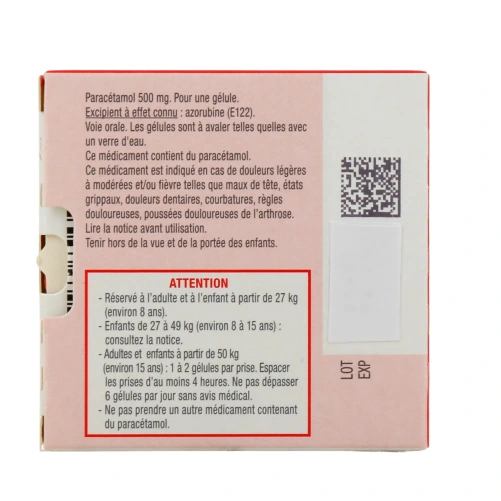 Paracétamol 500 mg. Pour une gélule.
Excipient à effet connu : azorubine (E122).
Voie orale. Les gélules sont à avaler telles quelles avec
un verre d'eau.
Ce médicament contient du paracétamol.
Ce médicament est indiqué en cas de douleurs légères
à modérées et/ou fièvre telles que maux de tête, états
grippaux, douleurs dentaires, courbatures, règles
douloureuses, poussées douloureuses de l'arthrose.
Lire la notice avant utilisation.
Tenir hors de la vue et de la portée des enfants.
ATTENTION
- Réservé à l'adulte et à l'enfant à partir de 27 kg
(environ 8 ans).
- Enfants de 27 à 49 kg (environ 8 à 15 ans) :
consultez la notice.
- Adultes et enfants à partir de 50 kg
(environ 15 ans) : 1 à 2 gélules par prise. Espacer
les prises d'au moins 4 heures. Ne pas dépasser
6 gélules par jour sans avis médical.
- Ne pas prendre un autre médicament contenant
du paracétamol.
LOT
EXP